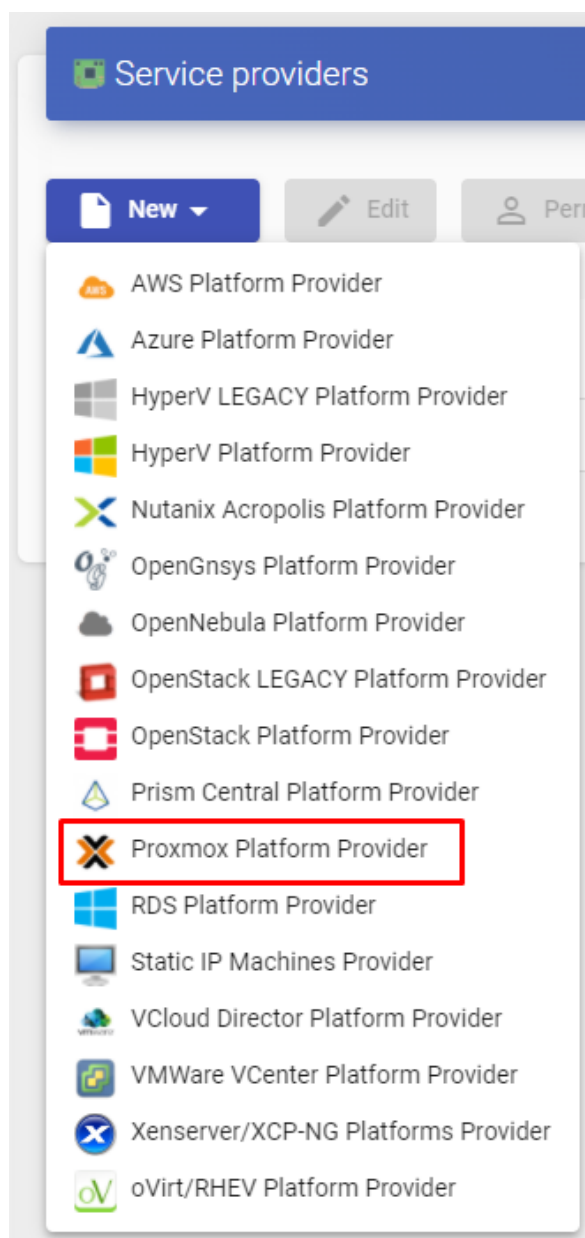 Service providers
New
Edit
AWS Platform Provider
Azure Platform Provider
HyperV LEGACY Platform Provider
HyperV Platform Provider
Nutanix Acropolis Platform Provider
OpenGnsys Platform Provider
OpenNebula Platform Provider
OpenStack LEGACY Platform Provider
OpenStack Platform Provider
Prism Central Platform Provider
Proxmox Platform Provider
RDS Platform Provider
Static IP Machines Provider
VCloud Director Platform Provider
VMWare VCenter Platform Provider
Xenserver/XCP-NG Platforms Provider
oVirt/RHEV Platform Provider